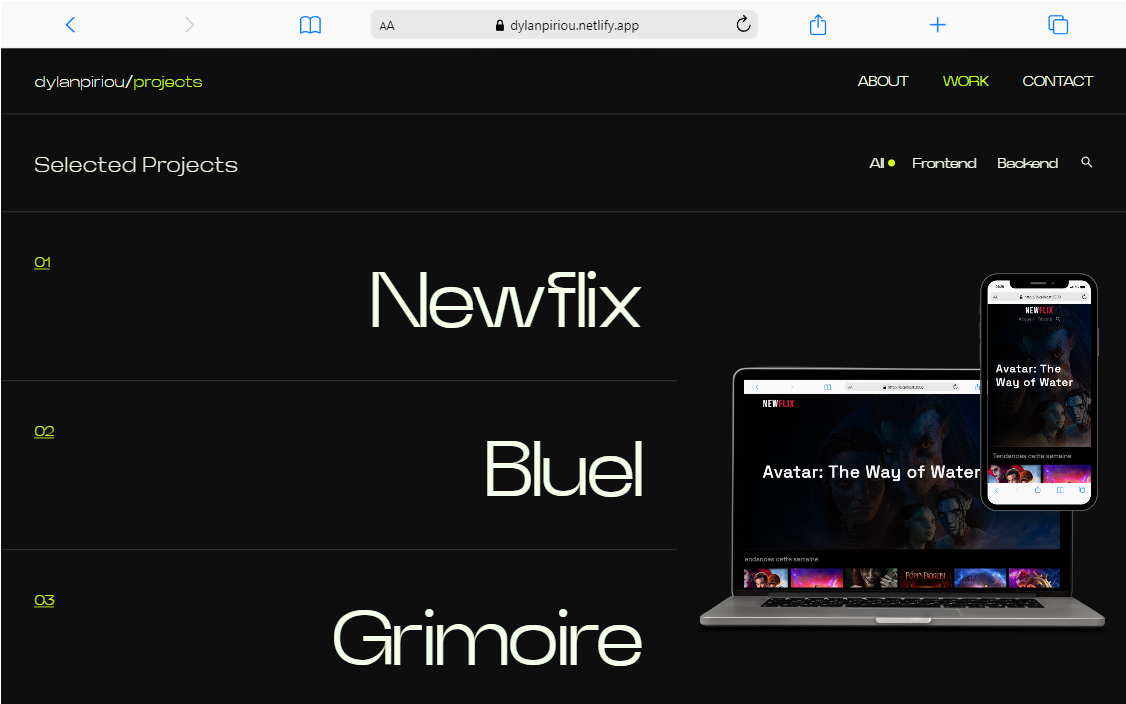 AA dylanpiriou.netlify.app
dylanpiriou/projects
ABOUT WORK CONTACT
Selected Projects
All Frontend Backend
01
Newflix
02
Bluel
03
Grimoire
NEWFLIX
Accueil Favoris
Avatar: The
Way of Water
Tendances cette semaine
NEWFLIX
Avatar: The Way of Water
Tendances cette semaine